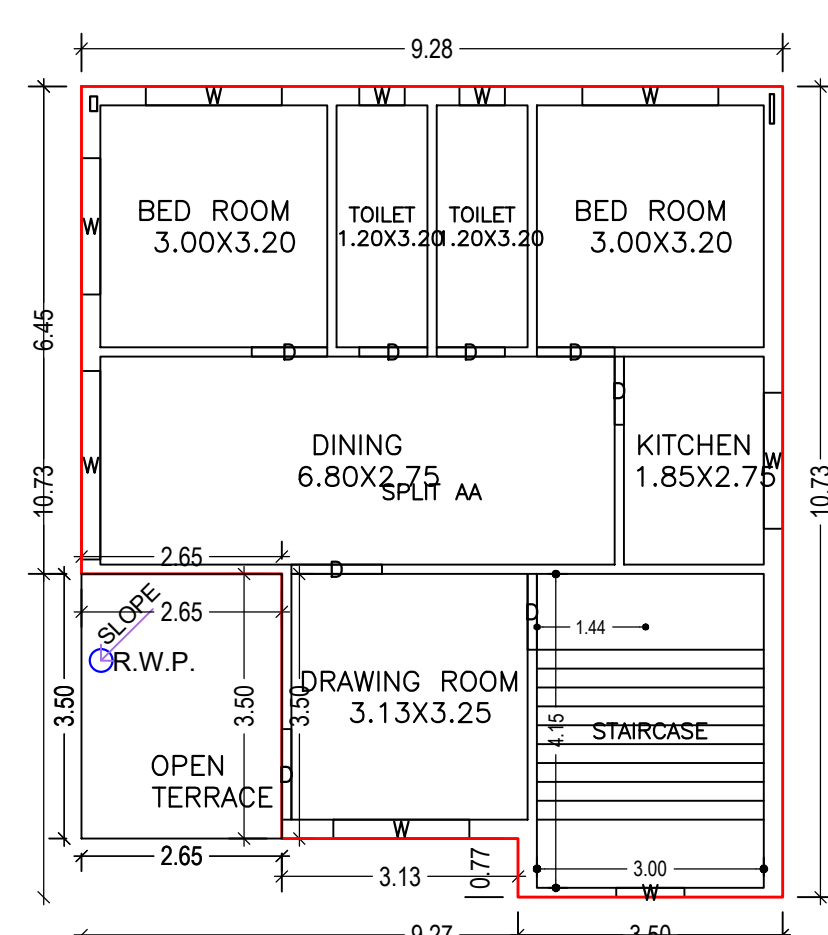 9.28
W
W
W
W
BED ROOM
3.00X3.20
TOILET
1.20X3.20
TOILET
1.20X3.20
BED ROOM
3.00X3.20
W
6.45
D
D
D
D
D
DINING
6.80X2.75
SPLIT AA
KITCHEN
1.85X2.75
W
W
10.73
10.73
2.65
D
2.65
SLOPE
R.W.P.
D
1.44
DRAWING ROOM
3.13X3.25
3.50
3.50
3.50
4.15
STAIRCASE
OPEN
TERRACE
D
W
2.65
3.13
0.77
3.00
W
9.27
3.50